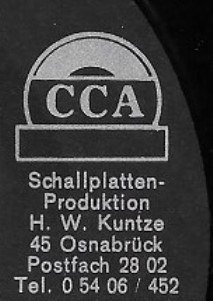 CCA
Schallplatten-
Produktion
H. W. Kuntze
45 Osnabrück
Postfach 28 02
Tel. 0 54 06 / 452